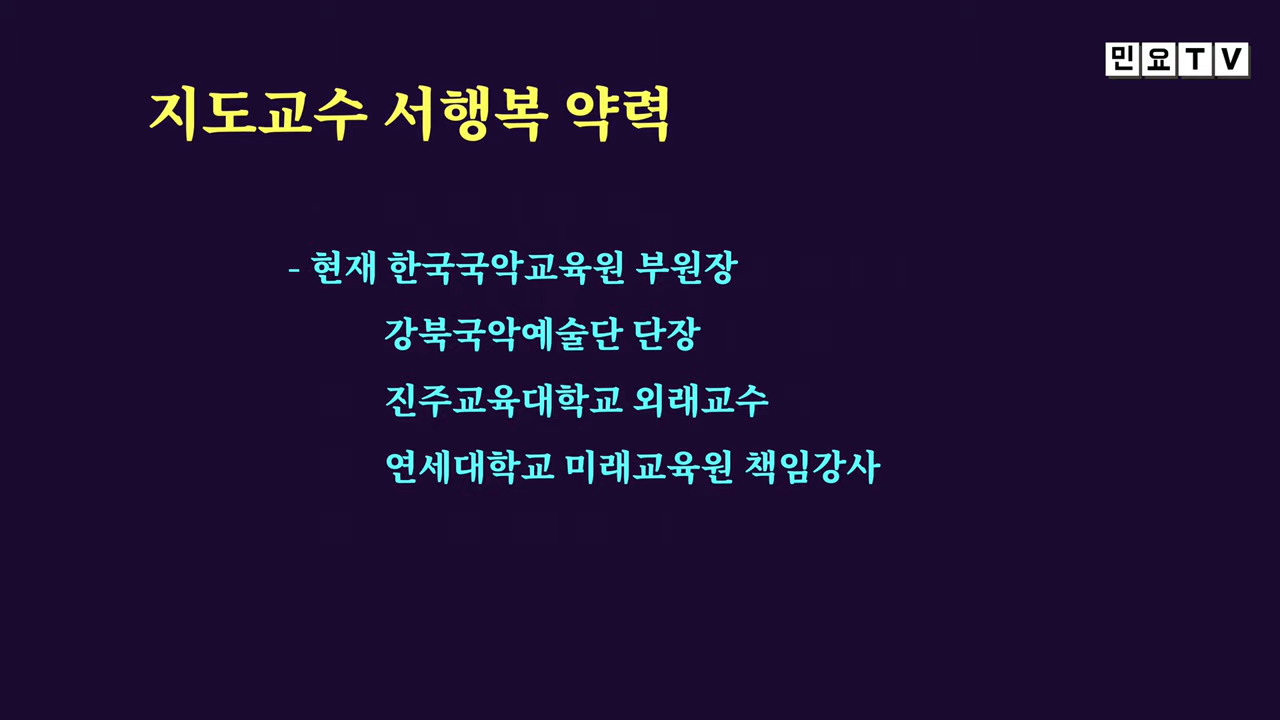 민요TV
지도교수 서행복 약력
- 현재 한국국악교육원 부원장
강북국악예술단 단장
진주교육대학교 외래교수
연세대학교 미래교육원 책임강사